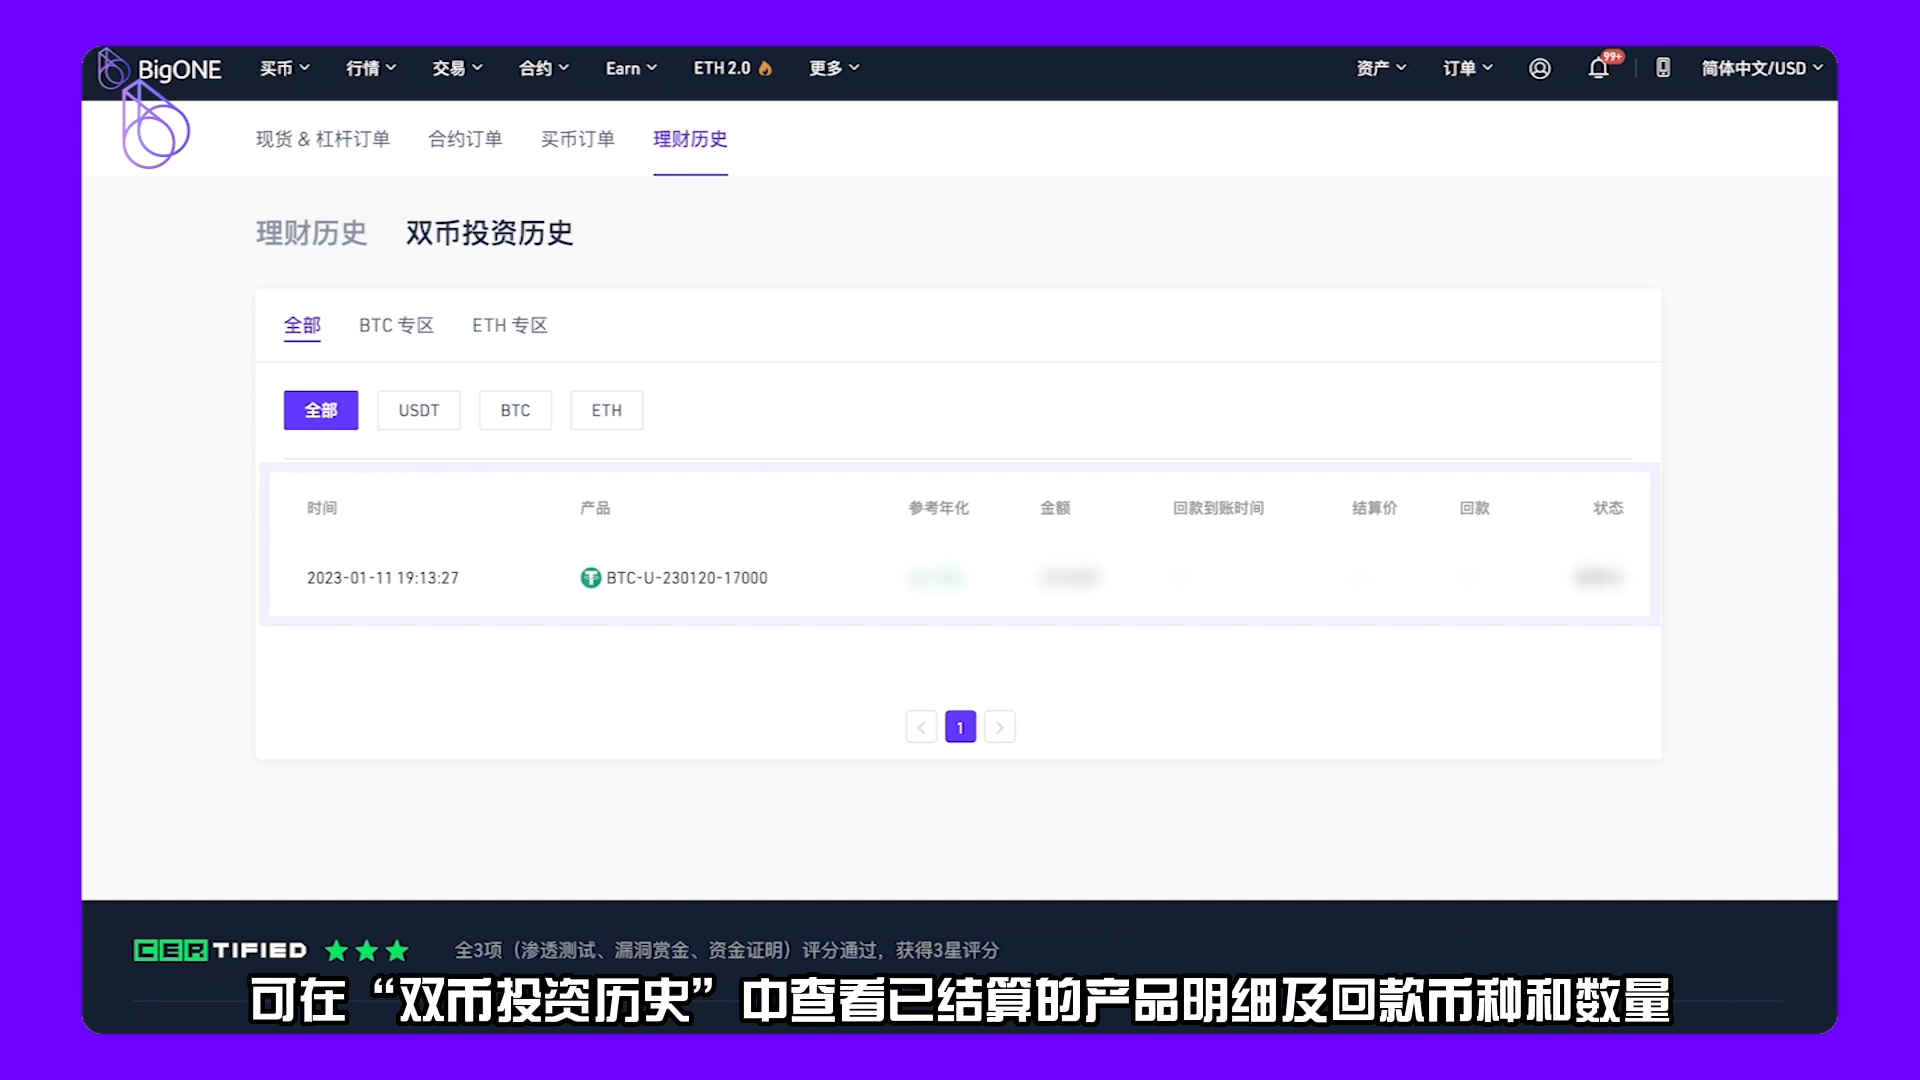 BigONE 买币 行情 交易 合约 Earn ETH 2.0 更多 资产 订单 99+ 简体中文/USD
现货 & 杠杆订单 合约订单 买币订单 理财历史
理财历史 双币投资历史
全部 BTC 专区 ETH 专区
全部 USDT BTC ETH
时间 产品 参考年化 金额 回款到账时间 结算价 回款 状态
2023-01-11 19:13:27 BTC-U-230120-17000
1
CERTIFIED 全3项（渗透测试、漏洞赏金、资金证明）评分通过，获得3星评分
可在“双币投资历史”中查看已结算的产品明细及回款币种和数量